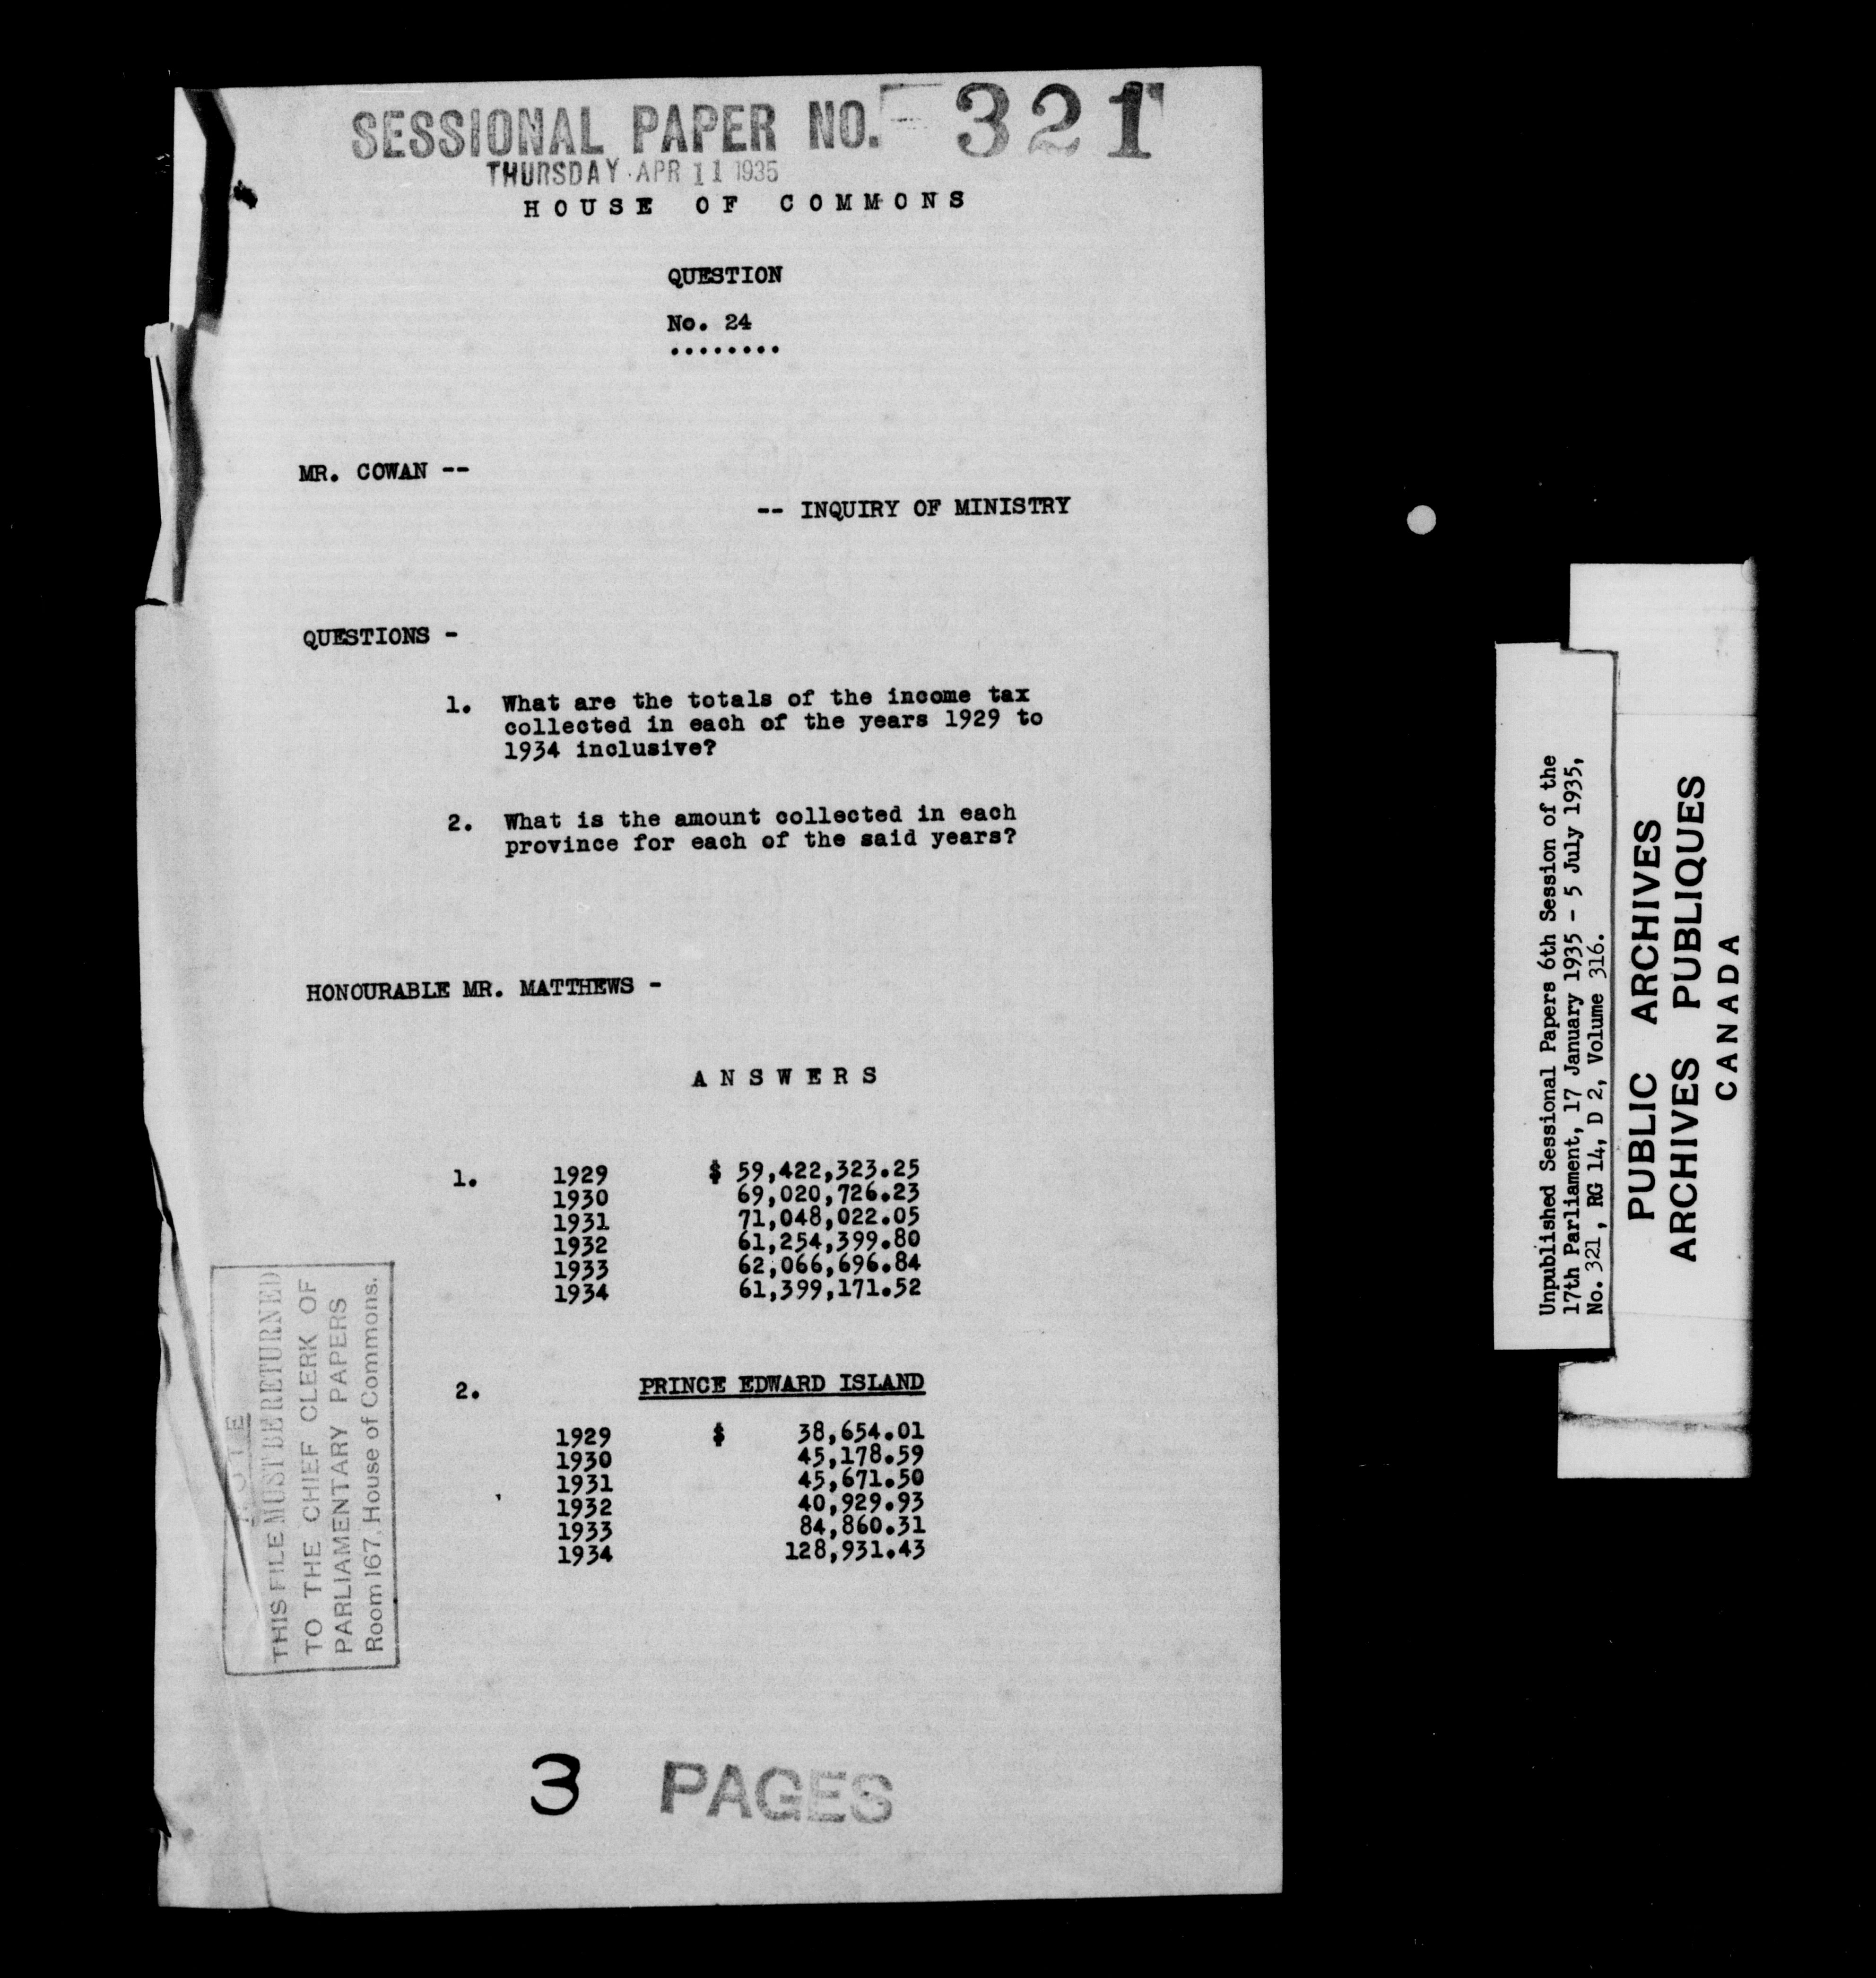 SESSIONAL PAPER NO. 321
THURSDAY APR 11 1935
HOUSE OF COMMONS
QUESTION
No. 24
........
MR. COWAN --
-- INQUIRY OF MINISTRY
QUESTIONS -
1. What are the totals of the income tax
collected in each of the years 1929 to
1934 inclusive?
2. What is the amount collected in each
province for each of the said years?
HONOURABLE MR. MATTHEWS -
ANSWERS
1. 1929 $ 59,422,323.25
1930 69,020,726.23
1931 71,048,022.05
1932 61,254,399.80
1933 62,066,696.84
1934 61,399,171.52
2. PRINCE EDWARD ISLAND
1929 $ 38,654.01
1930 45,178.59
1931 45,671.50
1932 40,929.93
1933 84,860.31
1934 128,931.43
NOTE
THIS FILE MUST BE RETURNED
TO THE CHIEF CLERK OF
PARLIAMENTARY PAPERS
Room 167, House of Commons.
3 PAGES
Unpublished Sessional Papers 6th Session of the
17th Parliament, 17 January 1935 - 5 July 1935,
No. 321, RG 14, D 2, Volume 316.
PUBLIC ARCHIVES
ARCHIVES PUBLIQUES
CANADA